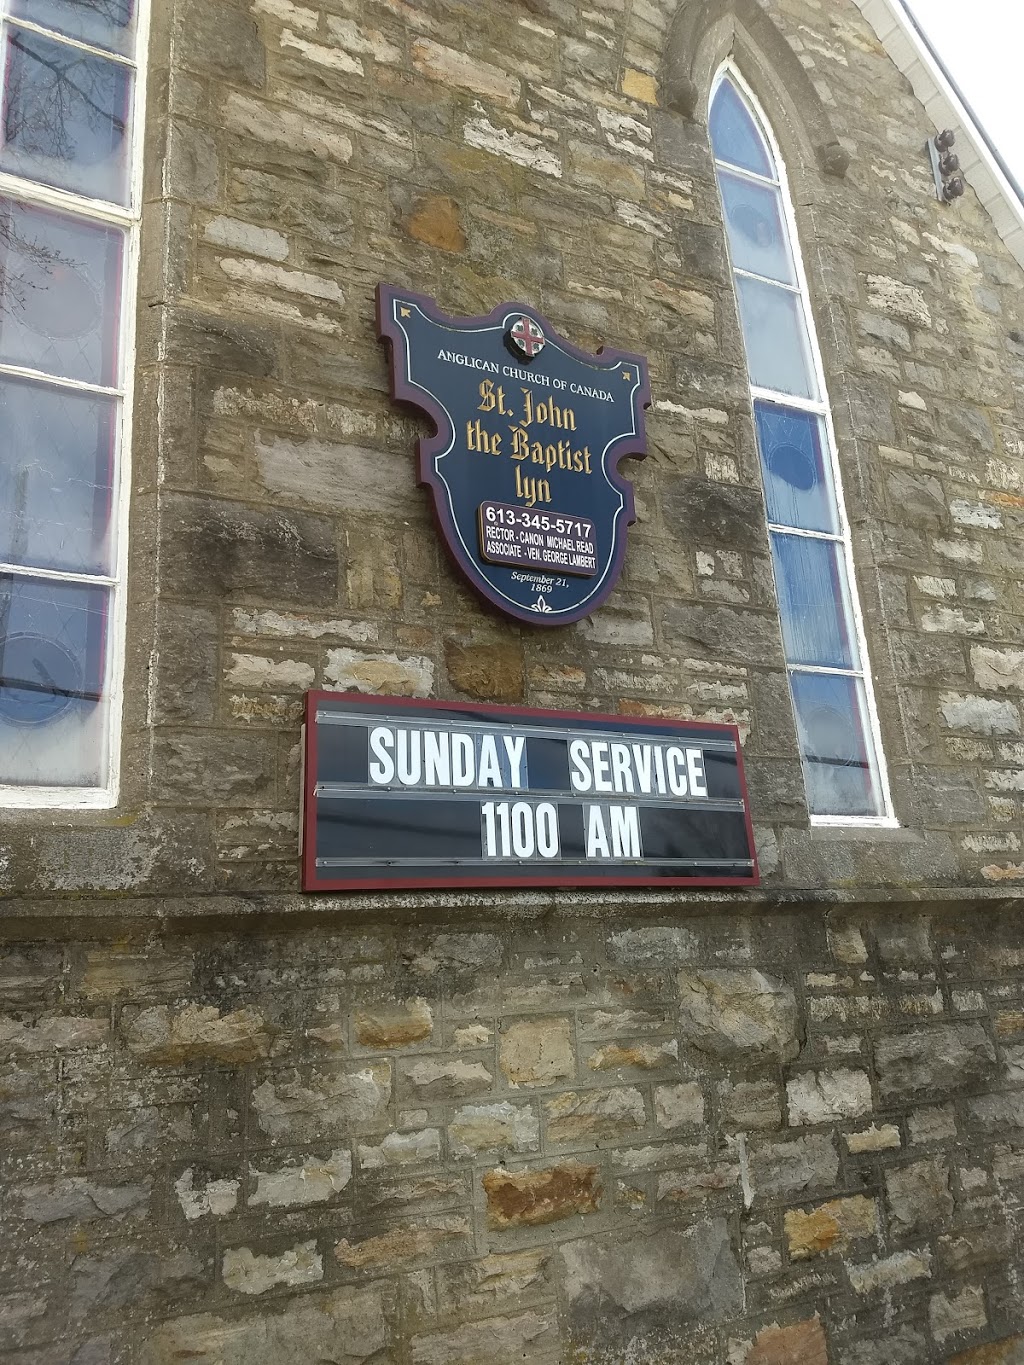 ANGLICAN CHURCH OF CANADA
St. John
the Baptist
lyn
613-345-5717
RECTOR - CANON MICHAEL READ
ASSOCIATE - VEN. GEORGE LAMBERT
September 21,
1869
SUNDAY SERVICE
1100 AM